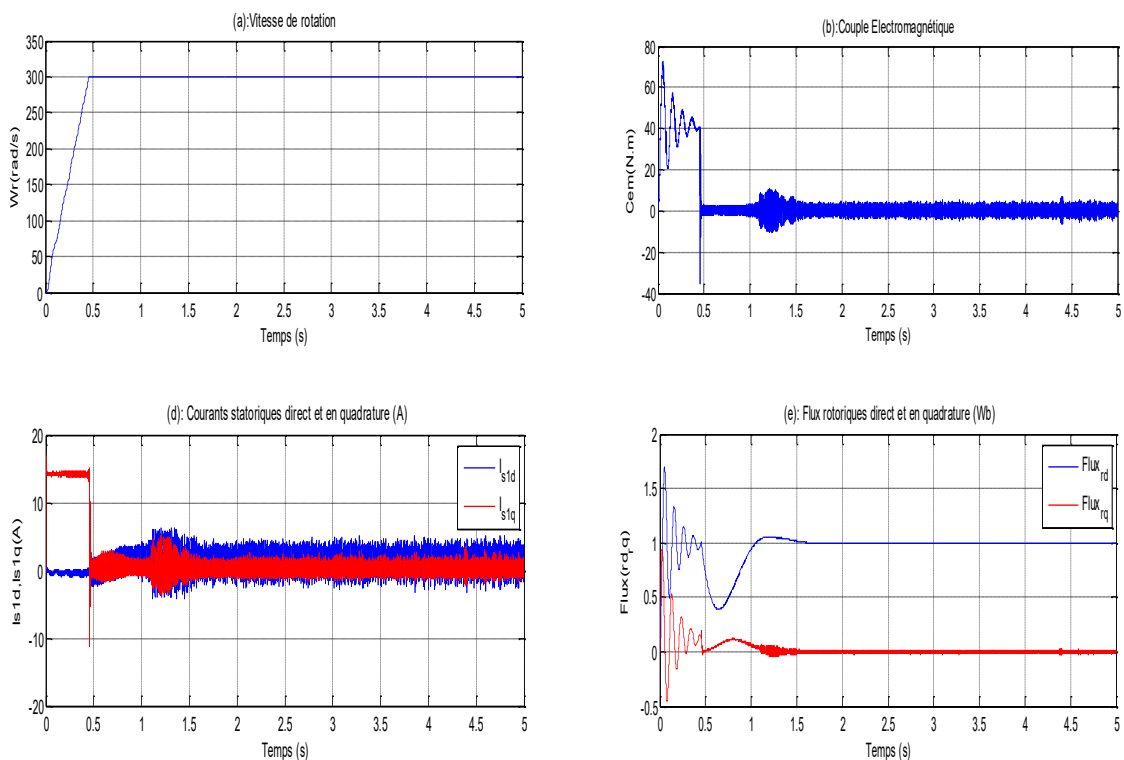 (a):Vitesse de rotation
350
300
250
200
150
100
50
0
Wr(rad/s)
0 0.5 1 1.5 2 2.5 3 3.5 4 4.5 5
Temps (s)
(b):Couple Electromagnétique
80
60
40
20
0
-20
-40
Cem(N.m)
0 0.5 1 1.5 2 2.5 3 3.5 4 4.5 5
Temps (s)
(d): Courants statoriques direct et en quadrature (A)
20
10
0
-10
-20
Is1d,Is1q(A)
I_s1d
I_s1q
0 0.5 1 1.5 2 2.5 3 3.5 4 4.5 5
Temps (s)
(e): Flux rotoriques direct et en quadrature (Wb)
2
1.5
1
0.5
0
-0.5
Flux(rd_rq)
Flux_rd
Flux_rq
0 0.5 1 1.5 2 2.5 3 3.5 4 4.5 5
Temps (s)